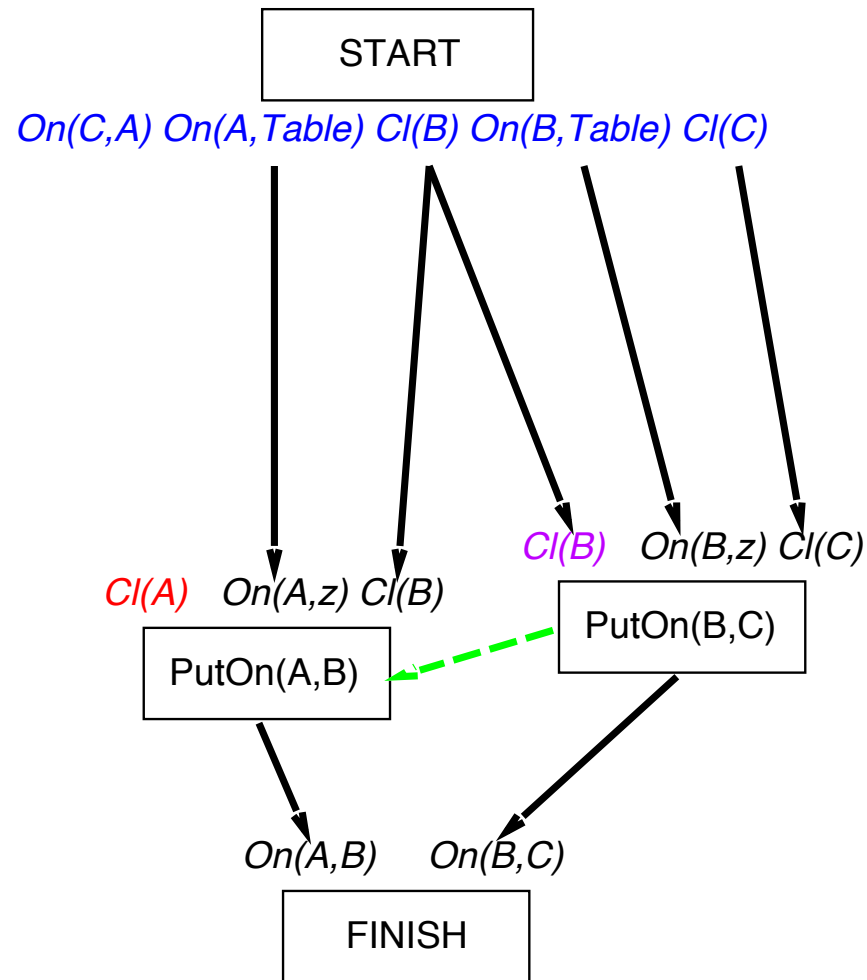 START
On(C,A) On(A,Table) Cl(B) On(B,Table) Cl(C)
Cl(B) On(B,z) Cl(C)
Cl(A) On(A,z) Cl(B)
PutOn(B,C)
PutOn(A,B)
On(A,B) On(B,C)
FINISH